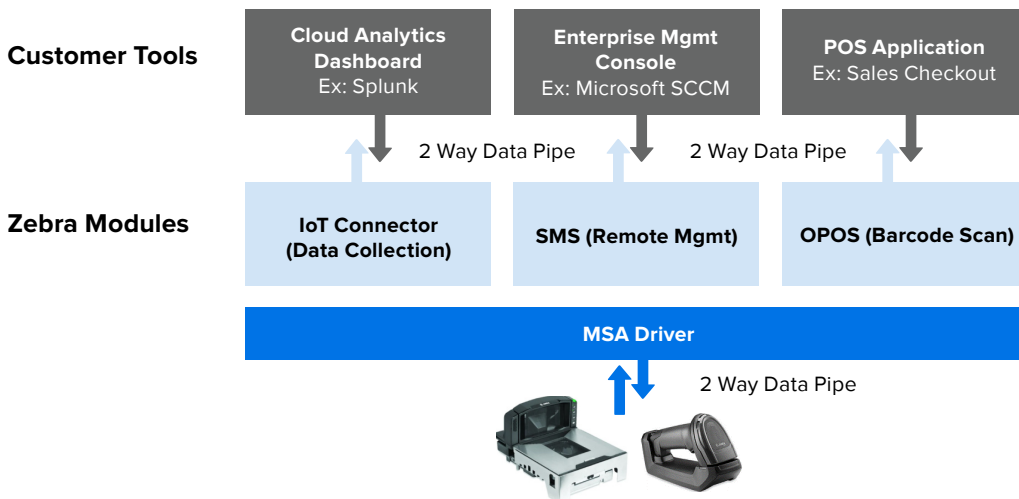 Customer Tools
Cloud Analytics
Dashboard
Ex: Splunk
Enterprise Mgmt
Console
Ex: Microsoft SCCM
POS Application
Ex: Sales Checkout
2 Way Data Pipe
2 Way Data Pipe
Zebra Modules
IoT Connector
(Data Collection)
SMS (Remote Mgmt)
OPOS (Barcode Scan)
MSA Driver
2 Way Data Pipe